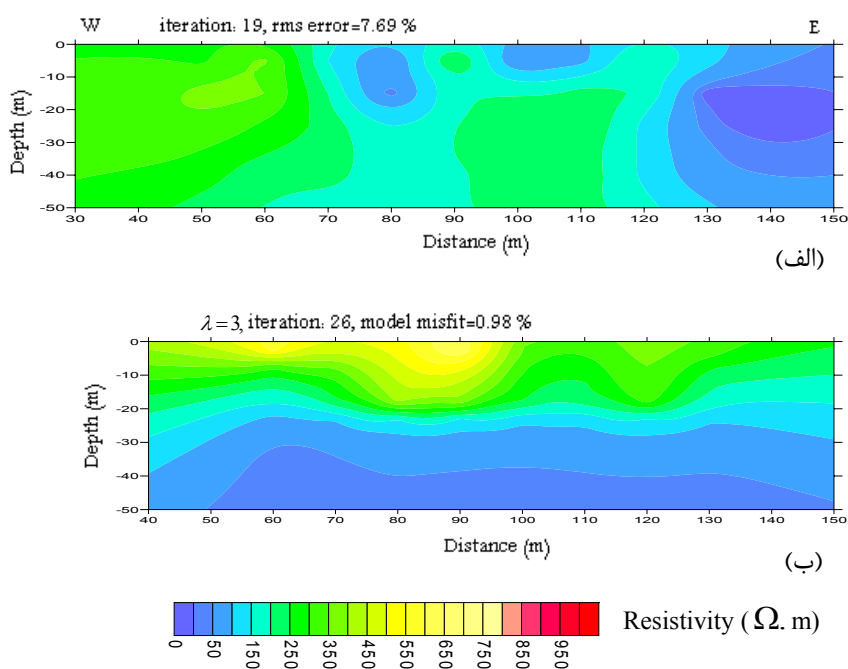 W iteration: 19, rms error=7.69 % E
0
-10
-20
-30
-40
-50
Depth (m)
30 40 50 60 70 80 90 100 110 120 130 140 150
Distance (m)
(الف)
λ=3, iteration: 26, model misfit=0.98 %
0
-10
-20
-30
-40
-50
Depth (m)
40 50 60 70 80 90 100 110 120 130 140 150
Distance (m)
(ب)
Resistivity (Ω. m)
0 50 150 250 350 450 550 650 750 850 950